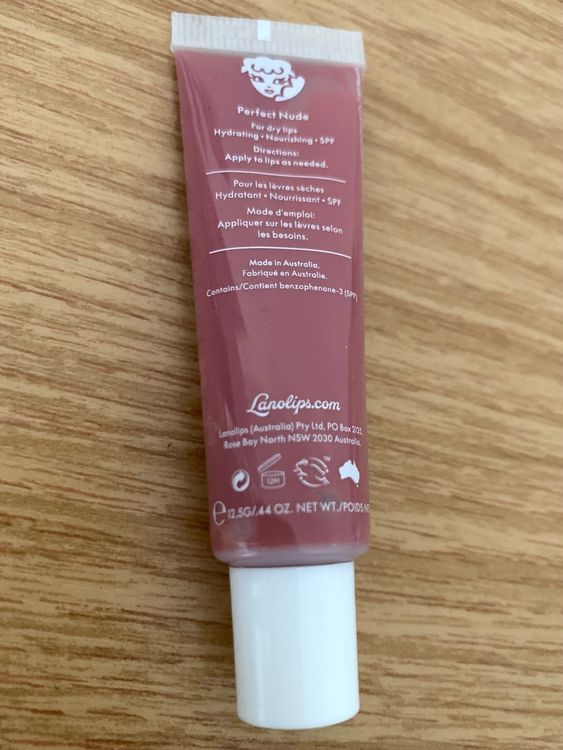 Perfect Nude
For dry lips
Hydrating • Nourishing • SPF
Directions:
Apply to lips as needed.
Pour les lèvres sèches
Hydratant • Nourrissant • SPF
Mode d'emploi:
Appliquer sur les lèvres selon
les besoins.
Made in Australia.
Fabriqué en Australie.
Contains/Contient benzophenone-3 (SPF)
Lanolips.com
Lanolips (Australia) Pty Ltd, PO Box 2125,
Rose Bay North NSW 2030 Australia.
12M
TM
e 12.5G/.44 OZ. NET WT./POIDS NE